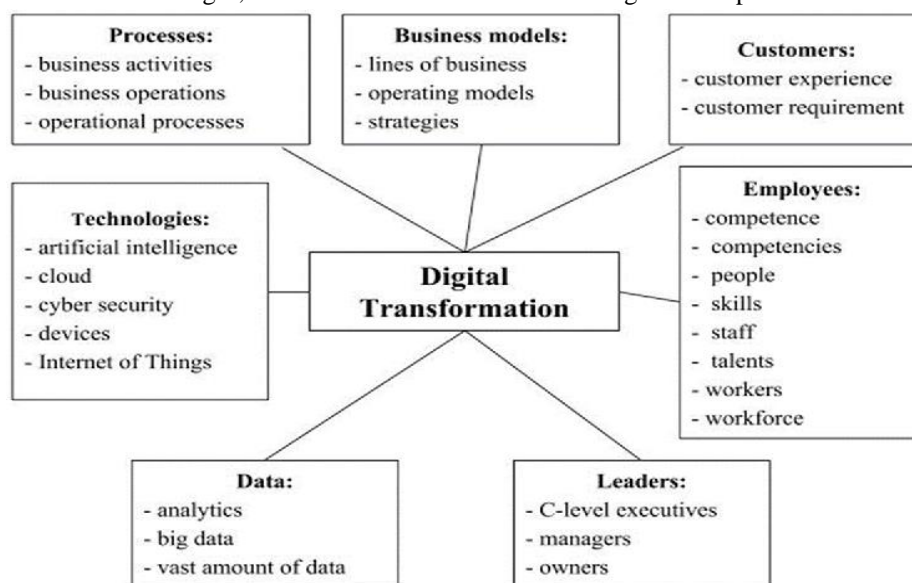 Processes:
- business activities
- business operations
- operational processes
Business models:
- lines of business
- operating models
- strategies
Customers:
- customer experience
- customer requirement
Technologies:
- artificial intelligence
- cloud
- cyber security
- devices
- Internet of Things
Digital
Transformation
Employees:
- competence
- competencies
- people
- skills
- staff
- talents
- workers
- workforce
Data:
- analytics
- big data
- vast amount of data
Leaders:
- C-level executives
- managers
- owners